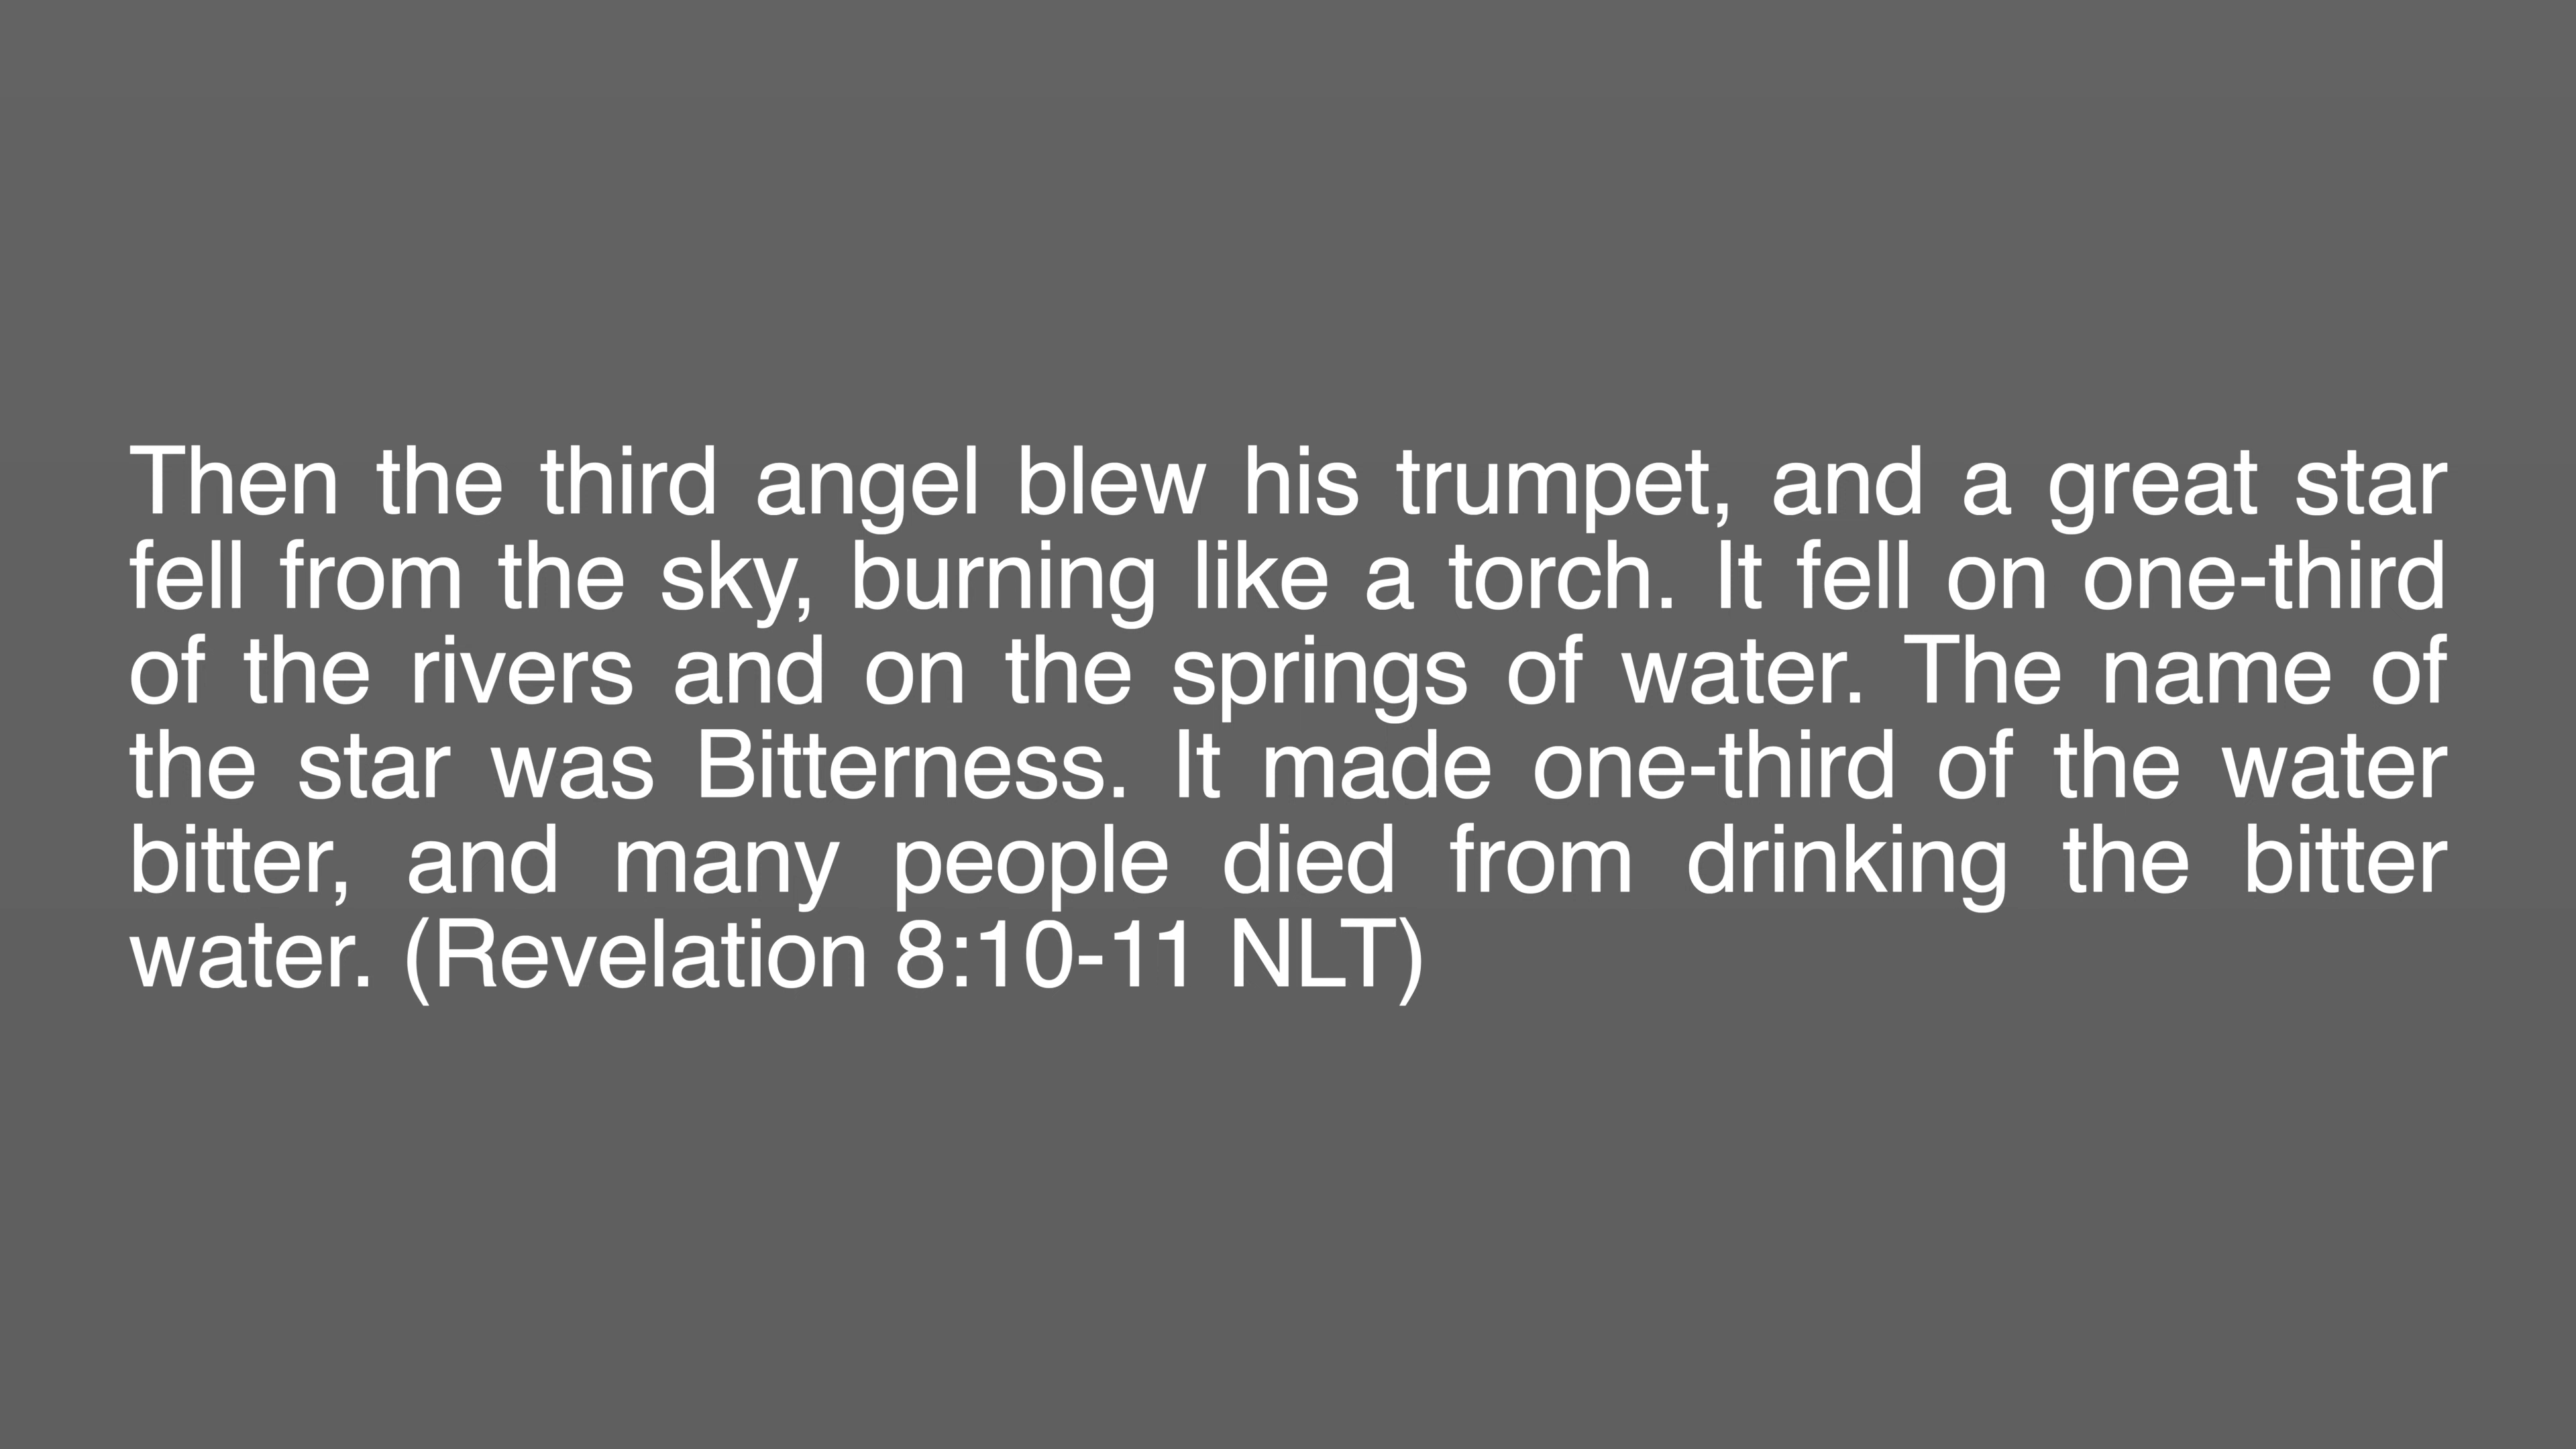 Then the third angel blew his trumpet, and a great star
fell from the sky, burning like a torch. It fell on one-third
of the rivers and on the springs of water. The name of
the star was Bitterness. It made one-third of the water
bitter, and many people died from drinking the bitter
water. (Revelation 8:10-11 NLT)